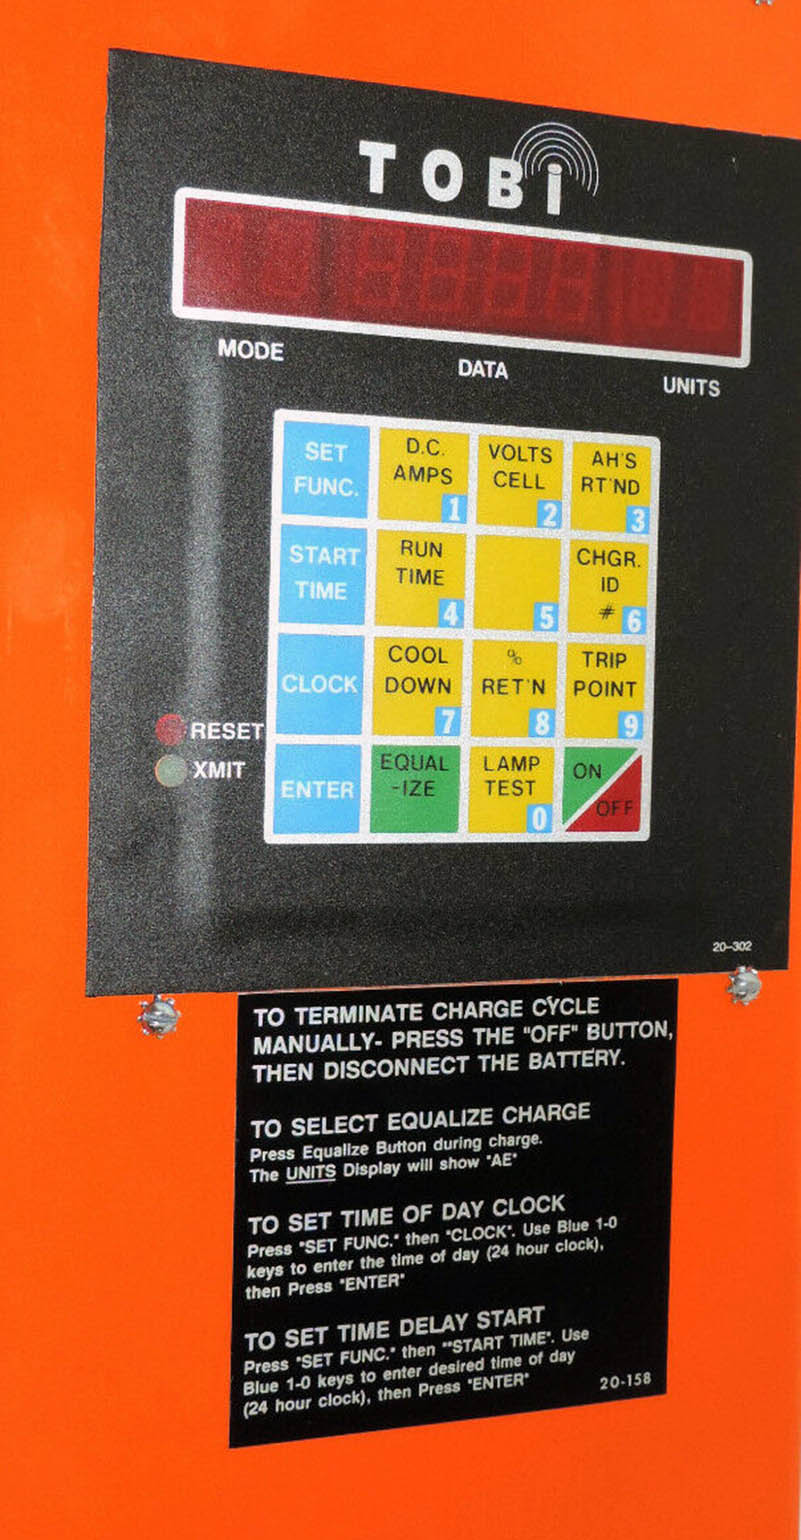 TOBi
MODE
DATA
UNITS
SET
FUNC.
D.C.
AMPS
1
VOLTS
CELL
2
AH'S
RT'ND
3
START
TIME
RUN
TIME
4
5
CHGR.
ID
# 6
CLOCK
COOL
DOWN
7
%
RET'N
8
TRIP
POINT
9
RESET
XMIT
ENTER
EQUAL
-IZE
LAMP
TEST
0
ON
OFF
20-302
TO TERMINATE CHARGE CYCLE
MANUALLY- PRESS THE "OFF" BUTTON,
THEN DISCONNECT THE BATTERY.
TO SELECT EQUALIZE CHARGE
Press Equalize Button during charge.
The UNITS Display will show "AE"
TO SET TIME OF DAY CLOCK
Press "SET FUNC." then "CLOCK". Use Blue 1-0
keys to enter the time of day (24 hour clock),
then Press "ENTER"
TO SET TIME DELAY START
Press "SET FUNC." then ""START TIME". Use
Blue 1-0 keys to enter desired time of day
(24 hour clock), then Press "ENTER"
20-158